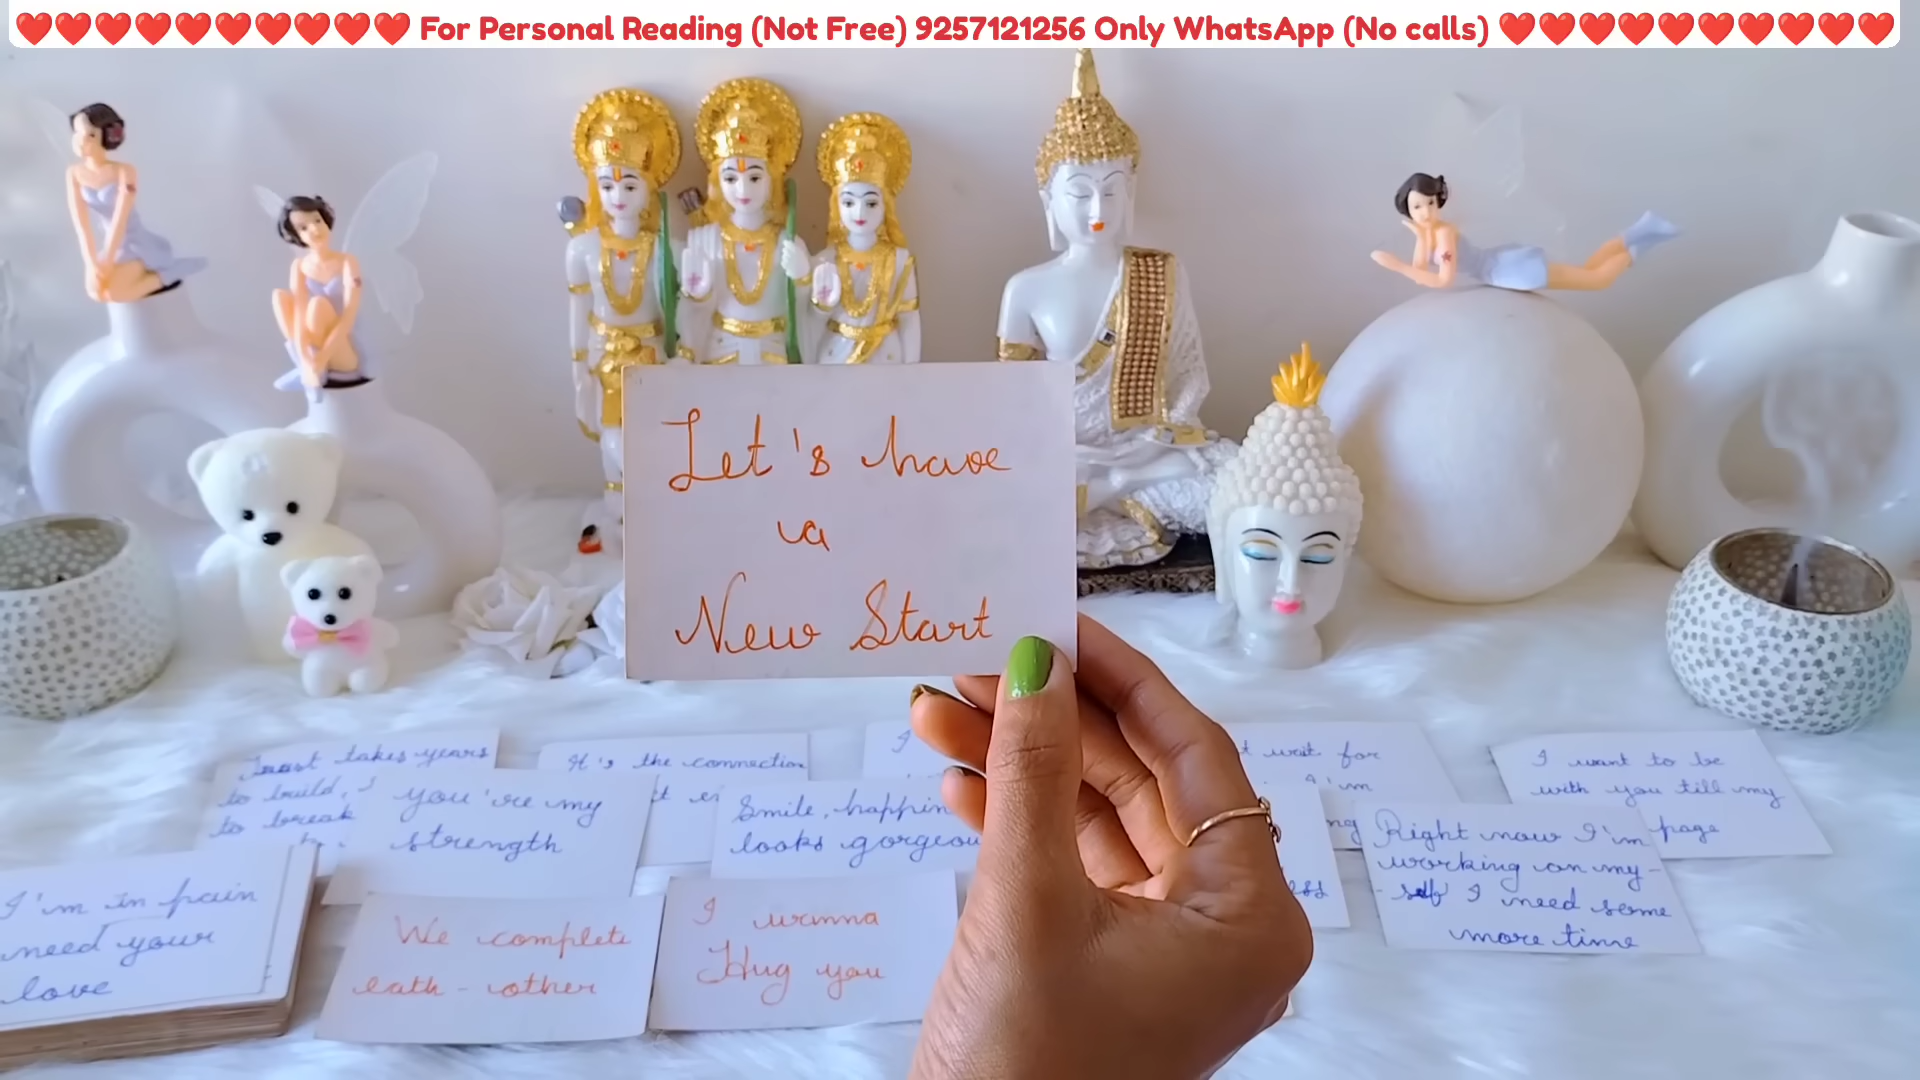 ❤️❤️❤️❤️❤️❤️❤️❤️❤️❤️ For Personal Reading (Not Free) 9257121256 Only WhatsApp (No calls) ❤️❤️❤️❤️❤️❤️❤️❤️❤️❤️
Let's have
a
New Start
Trust takes years
to build,
to break
It's the connection
I
wait for
I'm
I want to be
with you till my
page
you're my
strength
Smile, happin
looks gorgeou
Right now I'm
working on my-
-self I need some
more time
I'm in pain
need your
love
We complete
eath-other
I wanna
Hug you